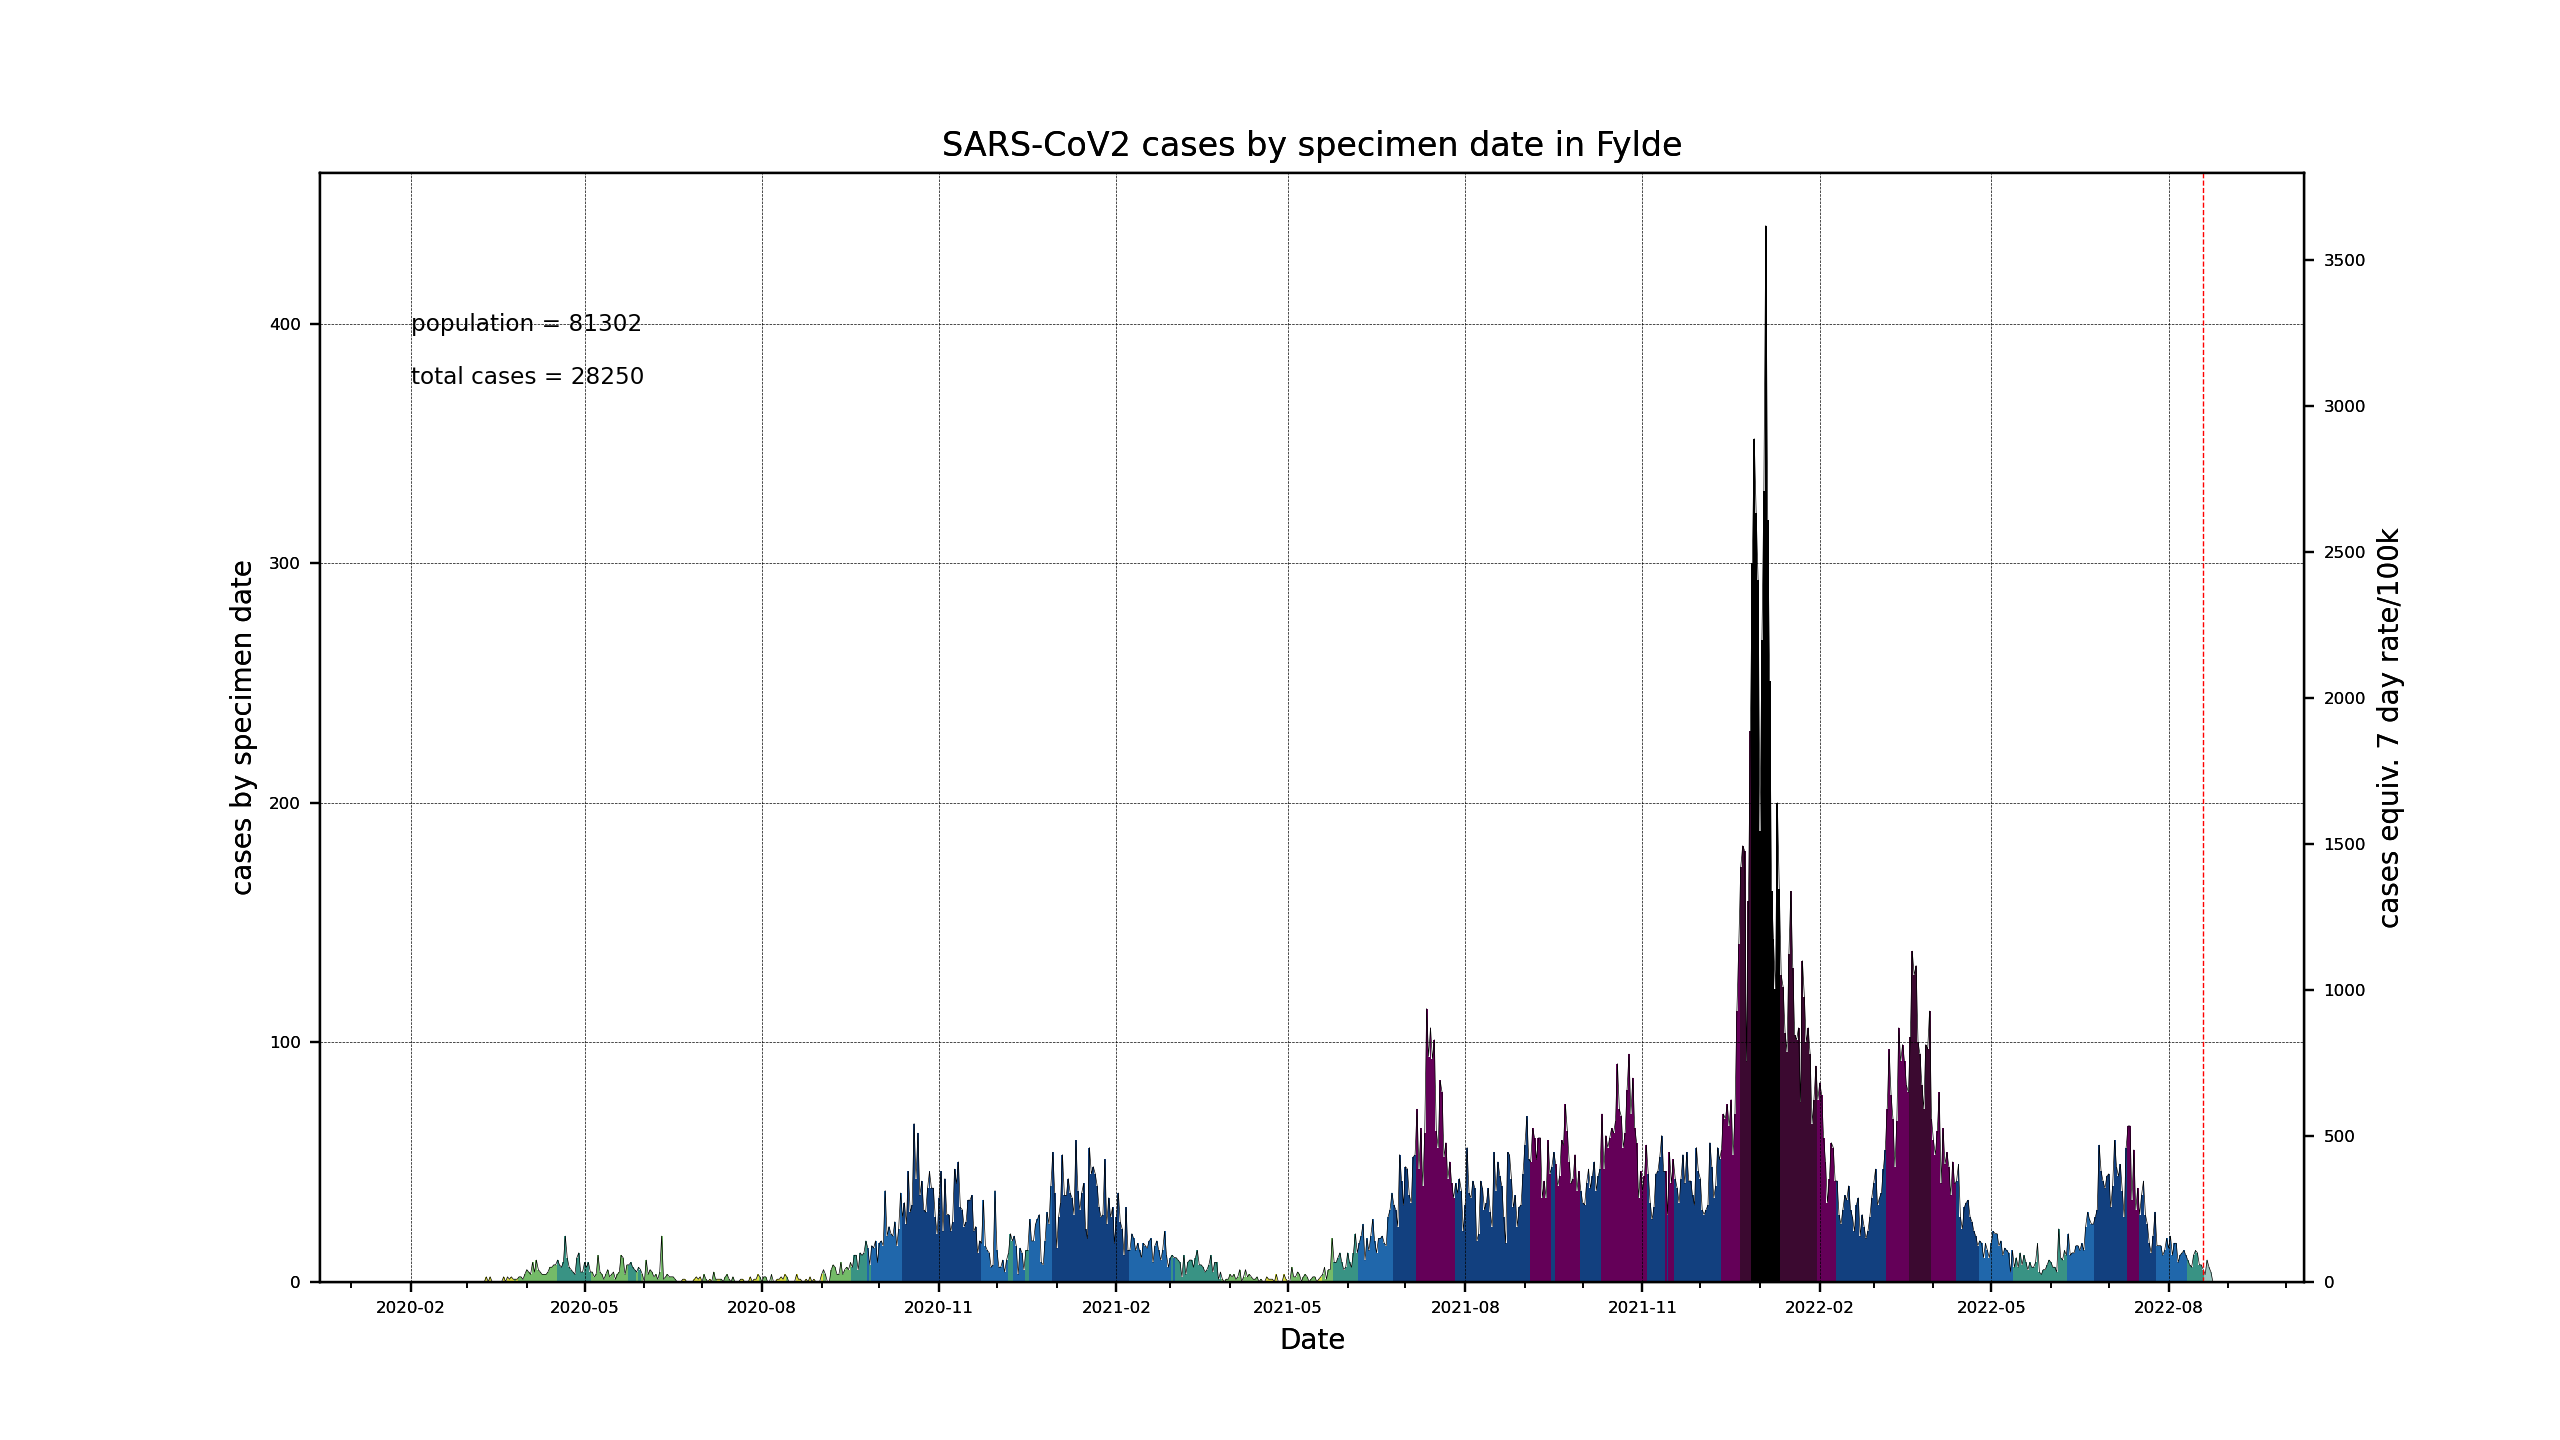 SARS-CoV2 cases by specimen date in Fylde
population = 81302
total cases = 28250
cases by specimen date
400
300
200
100
0
3500
3000
2500
2000
1500
1000
500
0
cases equiv. 7 day rate/100k
2020-02 2020-05 2020-08 2020-11 2021-02 2021-05 2021-08 2021-11 2022-02 2022-05 2022-08
Date